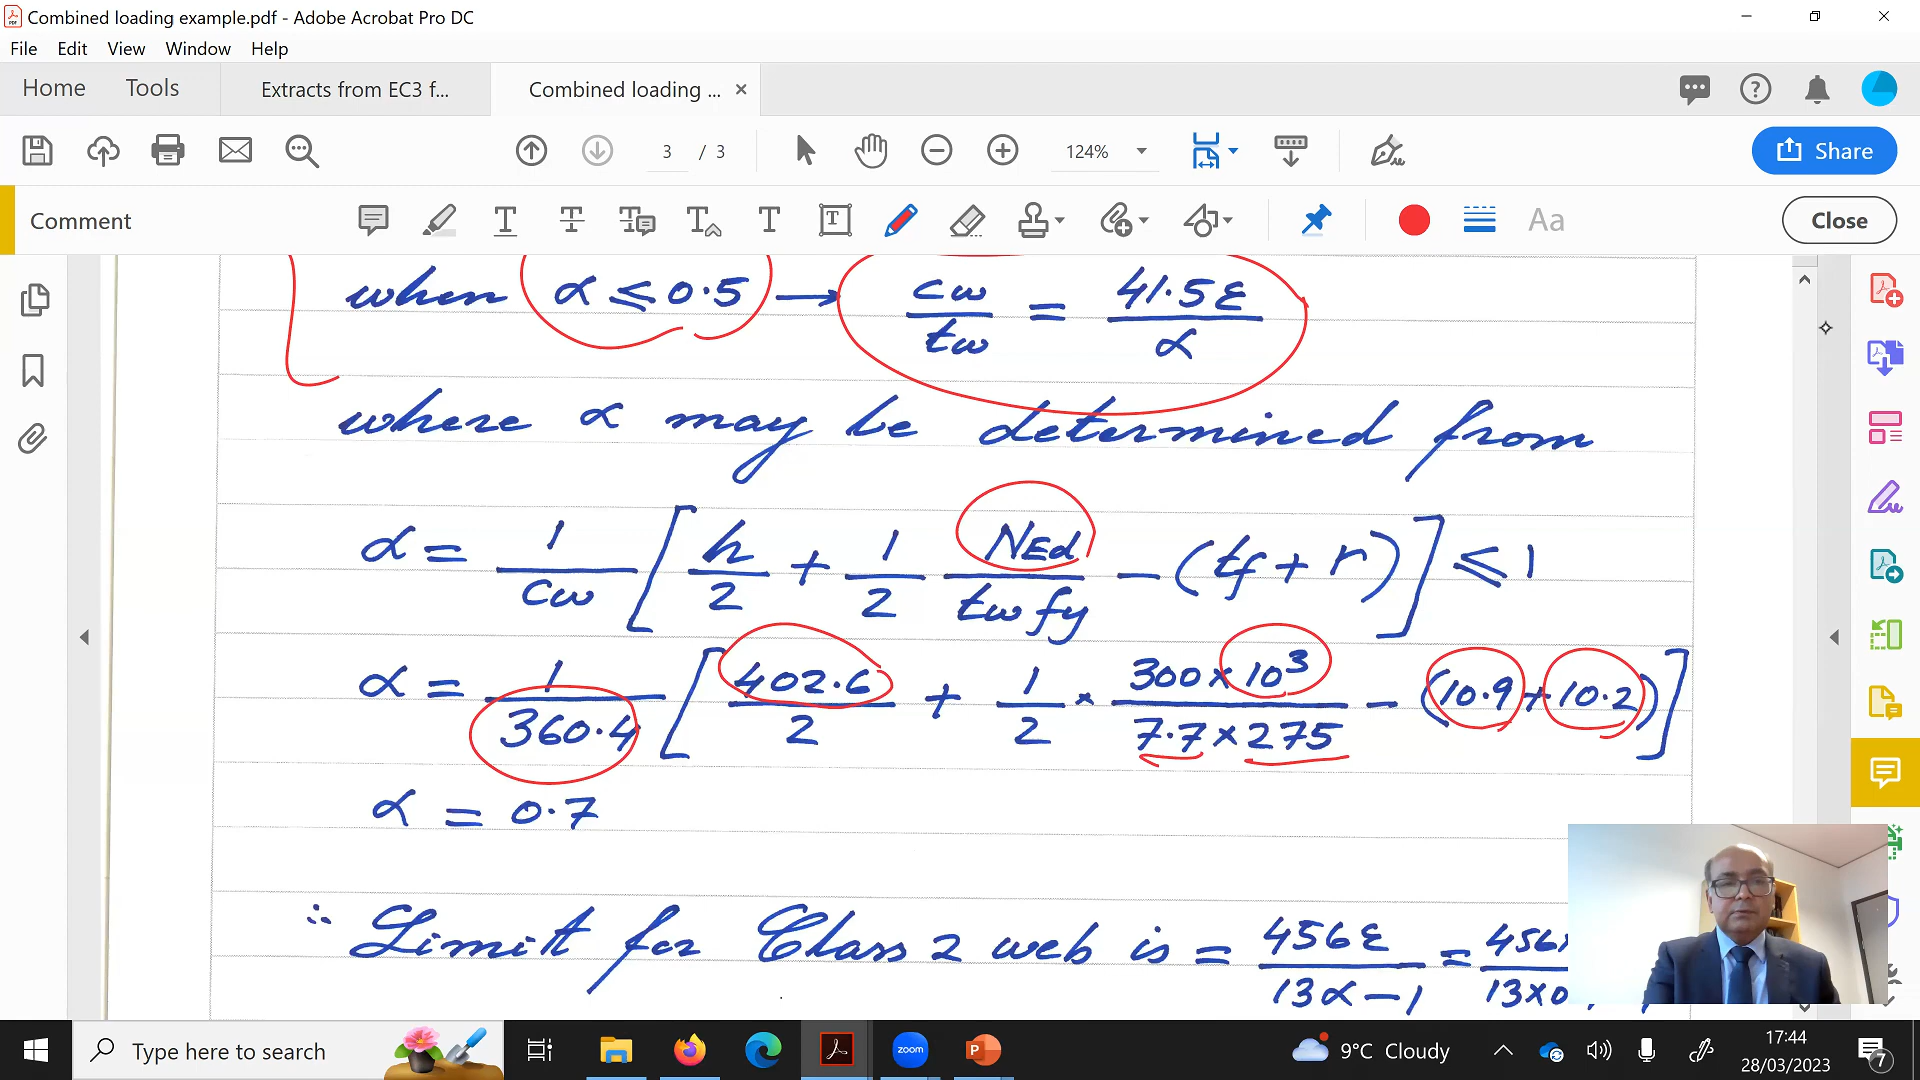 Combined loading example.pdf - Adobe Acrobat Pro DC
File Edit View Window Help
Home Tools Extracts from EC3 f... Combined loading ...
3 / 3 124% Share
Comment Aa Close
when α ≤ 0.5 → cw/tw = 41.5ε/α
where α may be determined from
α = 1/cw [ h/2 + 1/2 NEd/tw fy - (tf + r) ] ≤ 1
α = 1/360.4 [ 402.6/2 + 1/2 × 300×10³/7.7×275 - (10.9+10.2) ]
α = 0.7
∴ Limitt for Class 2 web is = 456ε/13α-1 =
Type here to search zoom 9°C Cloudy 17:44
28/03/2023 7